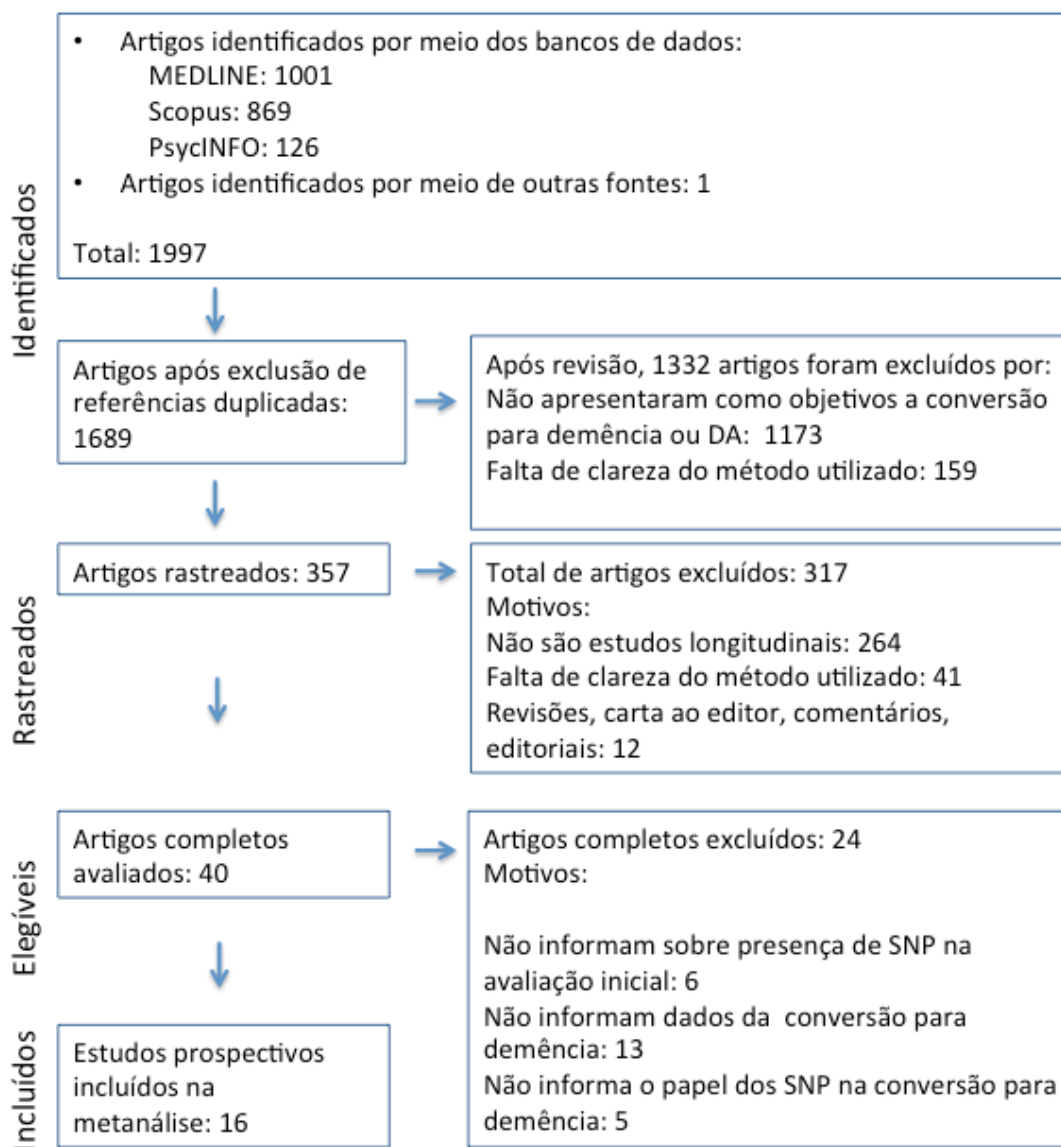 • Artigos identificados por meio dos bancos de dados:
MEDLINE: 1001
Scopus: 869
PsycINFO: 126
• Artigos identificados por meio de outras fontes: 1
Total: 1997
Identificados
Artigos após exclusão de
referências duplicadas:
1689
Após revisão, 1332 artigos foram excluídos por:
Não apresentaram como objetivos a conversão
para demência ou DA: 1173
Falta de clareza do método utilizado: 159
Rastreados
Artigos rastreados: 357
Total de artigos excluídos: 317
Motivos:
Não são estudos longitudinais: 264
Falta de clareza do método utilizado: 41
Revisões, carta ao editor, comentários,
editoriais: 12
Elegíveis
Artigos completos
avaliados: 40
Artigos completos excluídos: 24
Motivos:
Não informam sobre presença de SNP na
avaliação inicial: 6
Não informam dados da conversão para
demência: 13
Não informa o papel dos SNP na conversão para
demência: 5
Incluídos
Estudos prospectivos
incluídos na
metanálise: 16